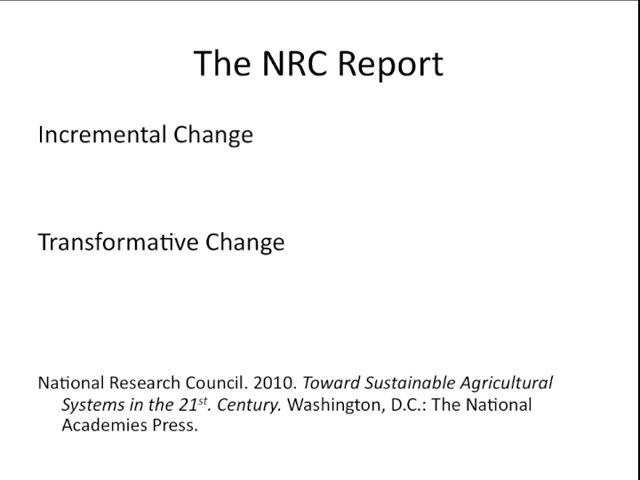 The NRC Report
Incremental Change
Transformative Change
National Research Council. 2010. Toward Sustainable Agricultural
Systems in the 21st. Century. Washington, D.C.: The National
Academies Press.